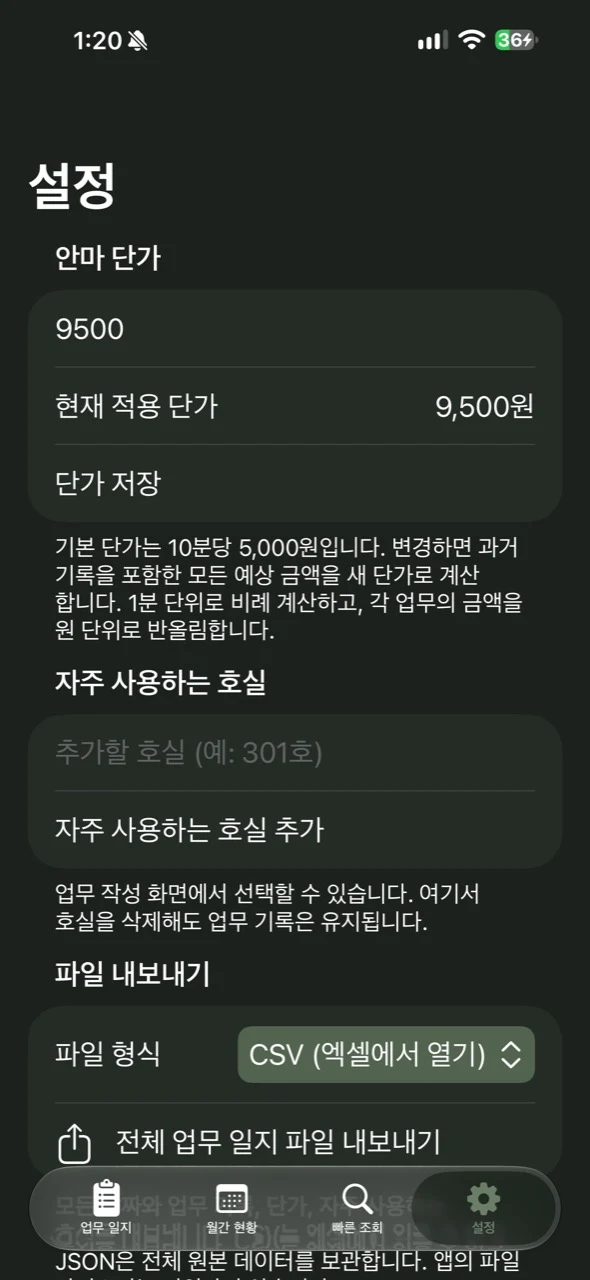 1:20
36
설정
안마 단가
9500
현재 적용 단가 9,500원
단가 저장
기본 단가는 10분당 5,000원입니다. 변경하면 과거
기록을 포함한 모든 예상 금액을 새 단가로 계산
합니다. 1분 단위로 비례 계산하고, 각 업무의 금액을
원 단위로 반올림합니다.
자주 사용하는 호실
추가할 호실 (예: 301호)
자주 사용하는 호실 추가
업무 작성 화면에서 선택할 수 있습니다. 여기서
호실을 삭제해도 업무 기록은 유지됩니다.
파일 내보내기
파일 형식 CSV (엑셀에서 열기)
전체 업무 일지 파일 내보내기
업무 일지 월간 현황 빠른 조회 설정
JSON은 전체 원본 데이터를 보관합니다. 앱의 파일